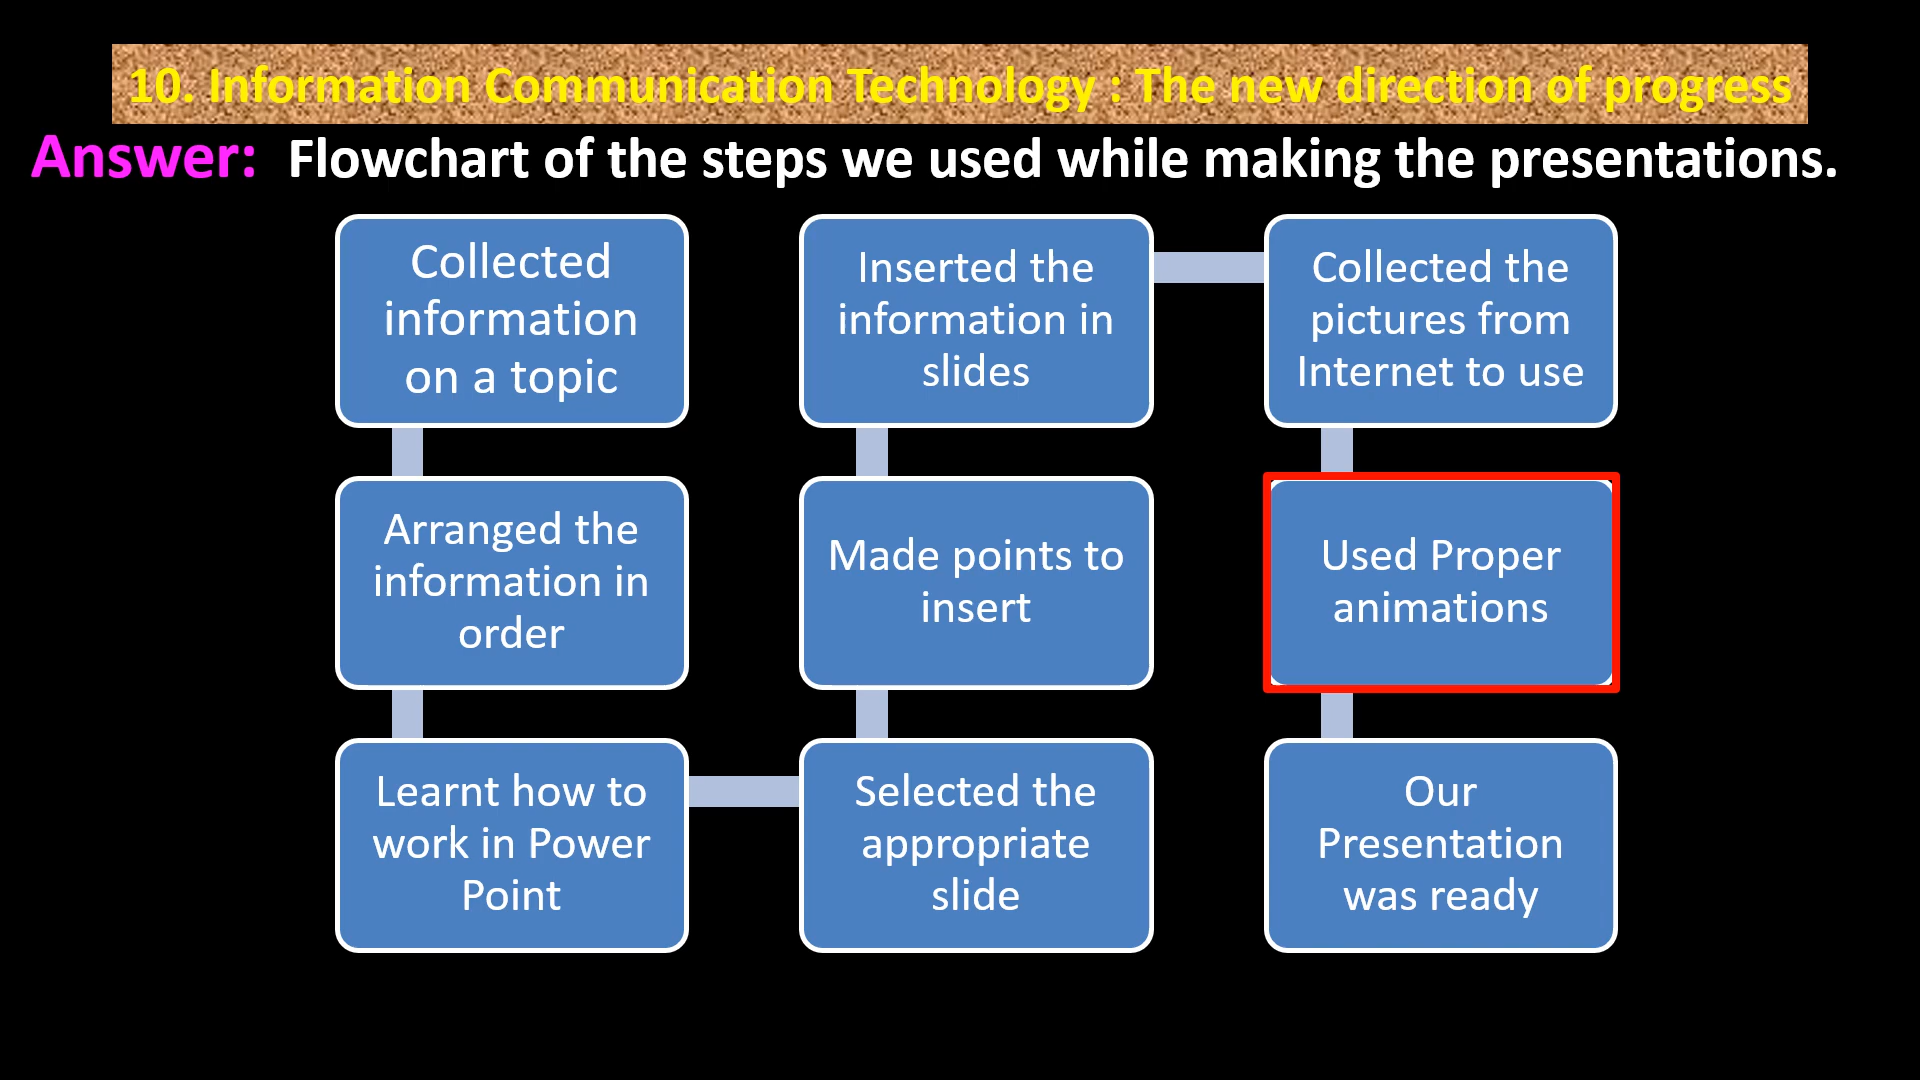 10. Information Communication Technology : The new direction of progress
Answer: Flowchart of the steps we used while making the presentations.
Collected
information
on a topic
Arranged the
information in
order
Learnt how to
work in Power
Point
Selected the
appropriate
slide
Made points to
insert
Inserted the
information in
slides
Collected the
pictures from
Internet to use
Used Proper
animations
Our
Presentation
was ready